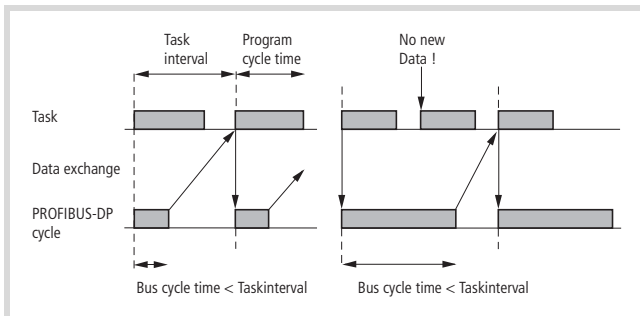 Task
interval
Program
cycle time
No new
Data !
Task
Data exchange
PROFIBUS-DP
cycle
Bus cycle time < Taskinterval
Bus cycle time < Taskinterval